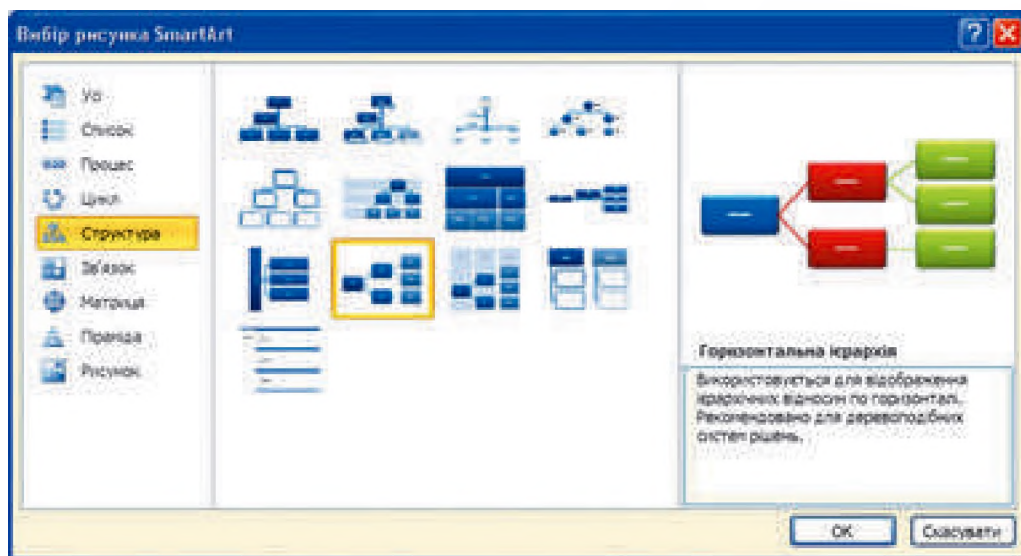 Вибір рисунка SmartArt
Усі
Список
Процес
Цикл
Структура
Зв'язок
Матриця
Піраміда
Рисунок
Горизонтальна ієрархія
Використовується для відображення
ієрархічних відносин по горизонталі.
Рекомендовано для деревоподібних
систем рішень.
OK
Скасувати